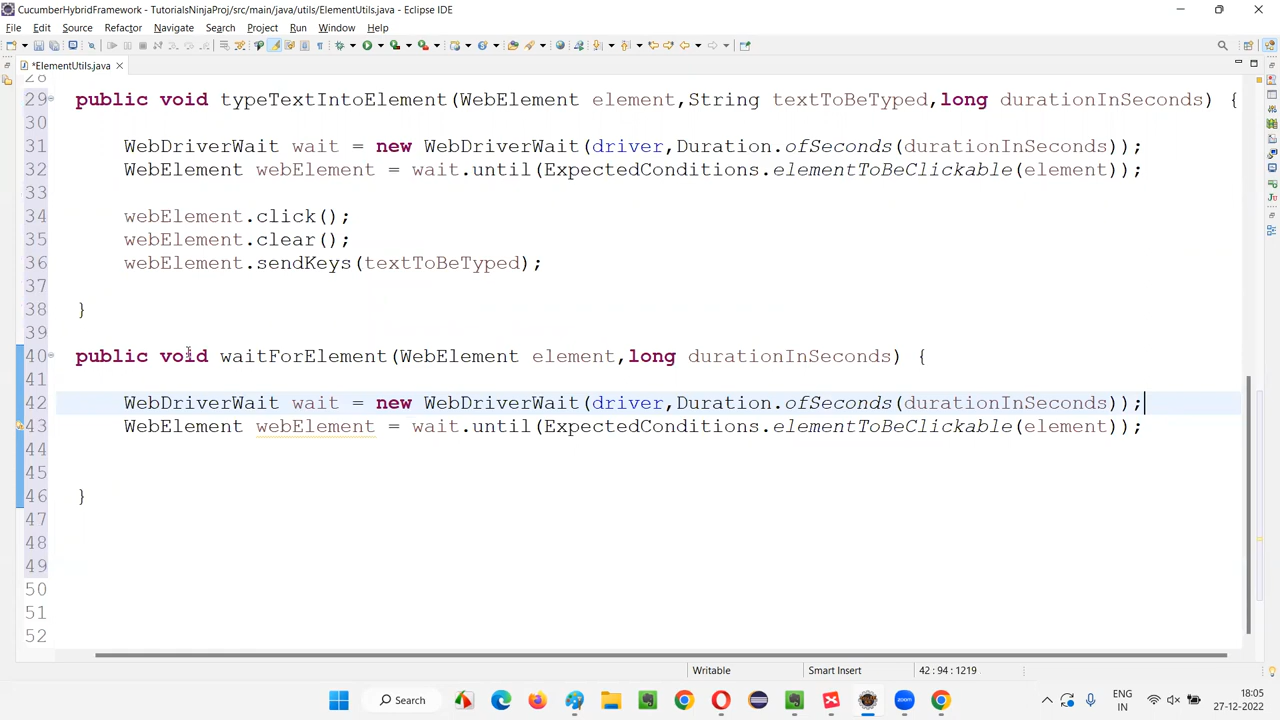 CucumberHybridFramework - TutorialsNinjaProj/src/main/java/utils/ElementUtils.java - Eclipse IDE
File Edit Source Refactor Navigate Search Project Run Window Help
*ElementUtils.java
28
29 public void typeTextIntoElement(WebElement element,String textToBeTyped,long durationInSeconds) {
30
31 WebDriverWait wait = new WebDriverWait(driver,Duration.ofSeconds(durationInSeconds));
32 WebElement webElement = wait.until(ExpectedConditions.elementToBeClickable(element));
33
34 webElement.click();
35 webElement.clear();
36 webElement.sendKeys(textToBeTyped);
37
38 }
39
40 public void waitForElement(WebElement element,long durationInSeconds) {
41
42 WebDriverWait wait = new WebDriverWait(driver,Duration.ofSeconds(durationInSeconds));
43 WebElement webElement = wait.until(ExpectedConditions.elementToBeClickable(element));
44
45
46 }
47
48
49
50
51
52
Writable Smart Insert 42 : 94 : 1219
Search
ENG
IN
18:05
27-12-2022